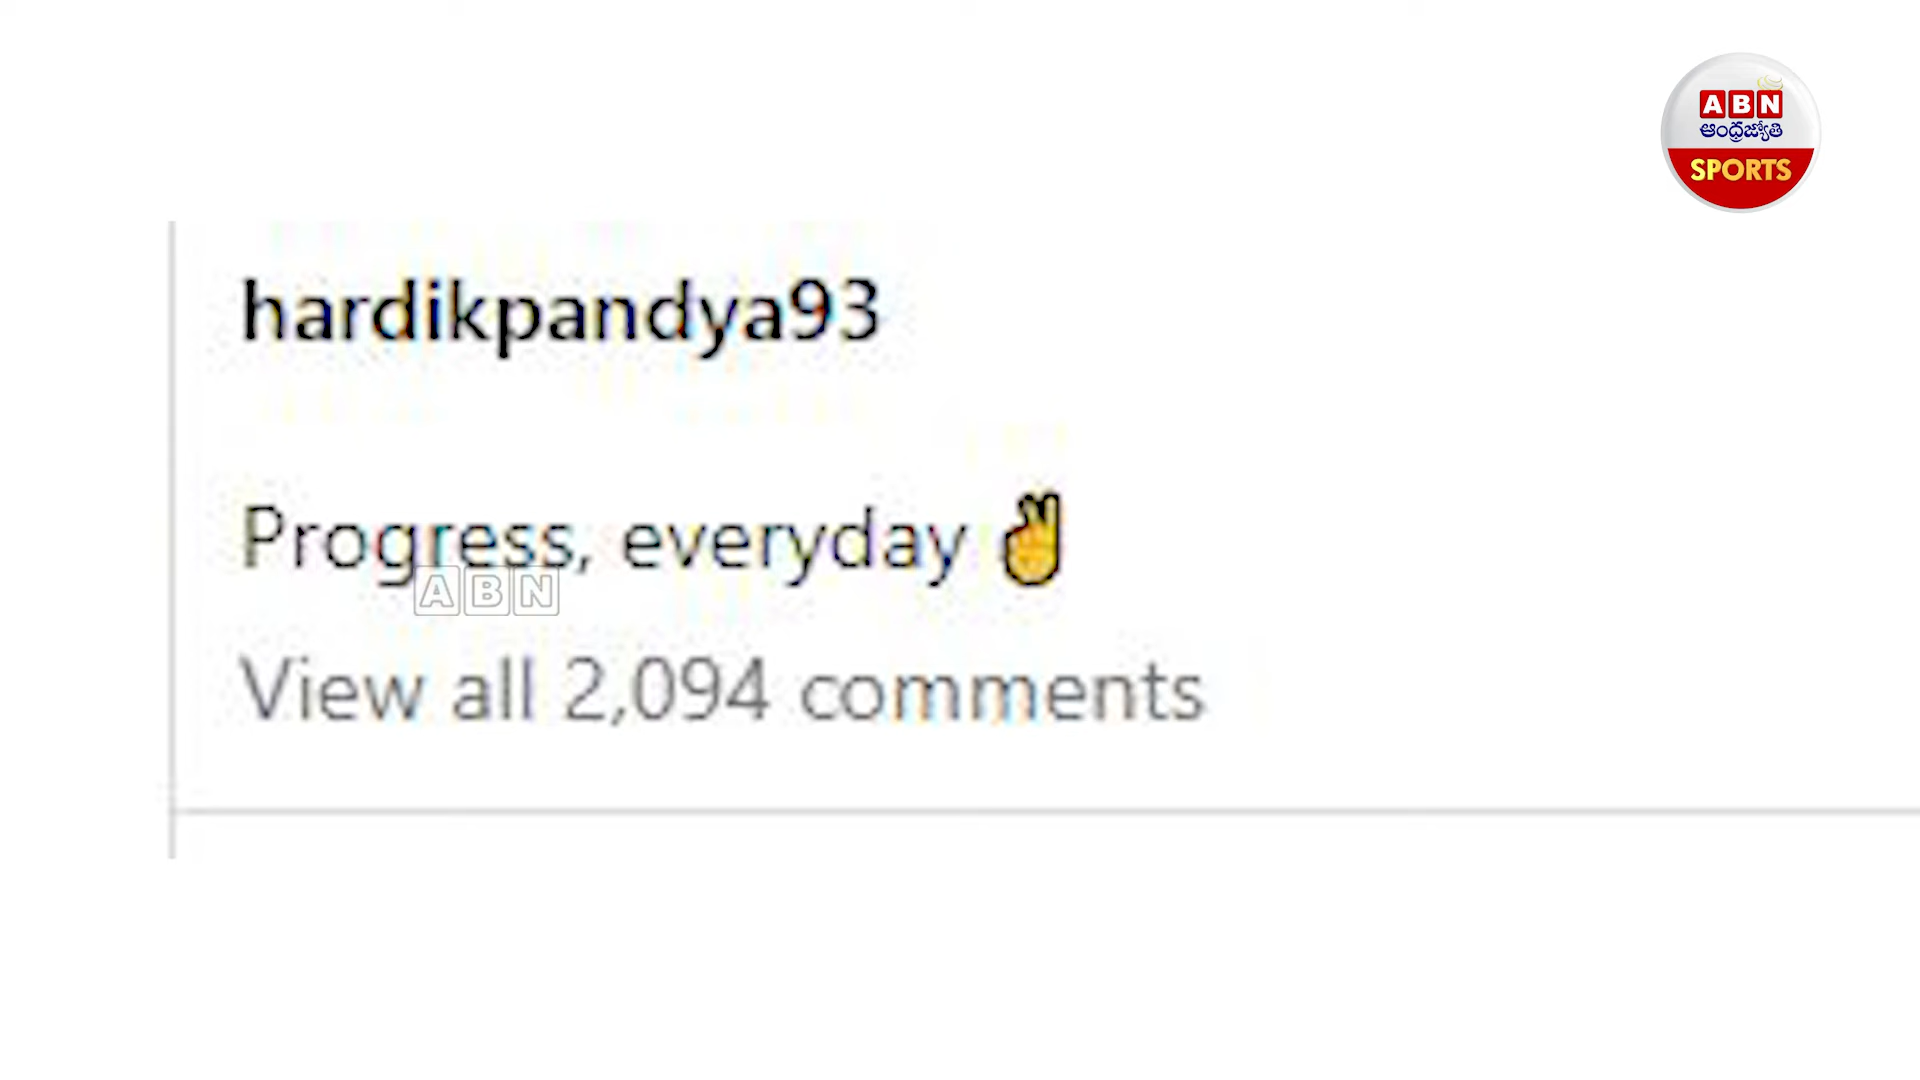 ABN
ఆంధ్రజ్యోతి
SPORTS
hardikpandya93
Progress, everyday ✌
ABN
View all 2,094 comments